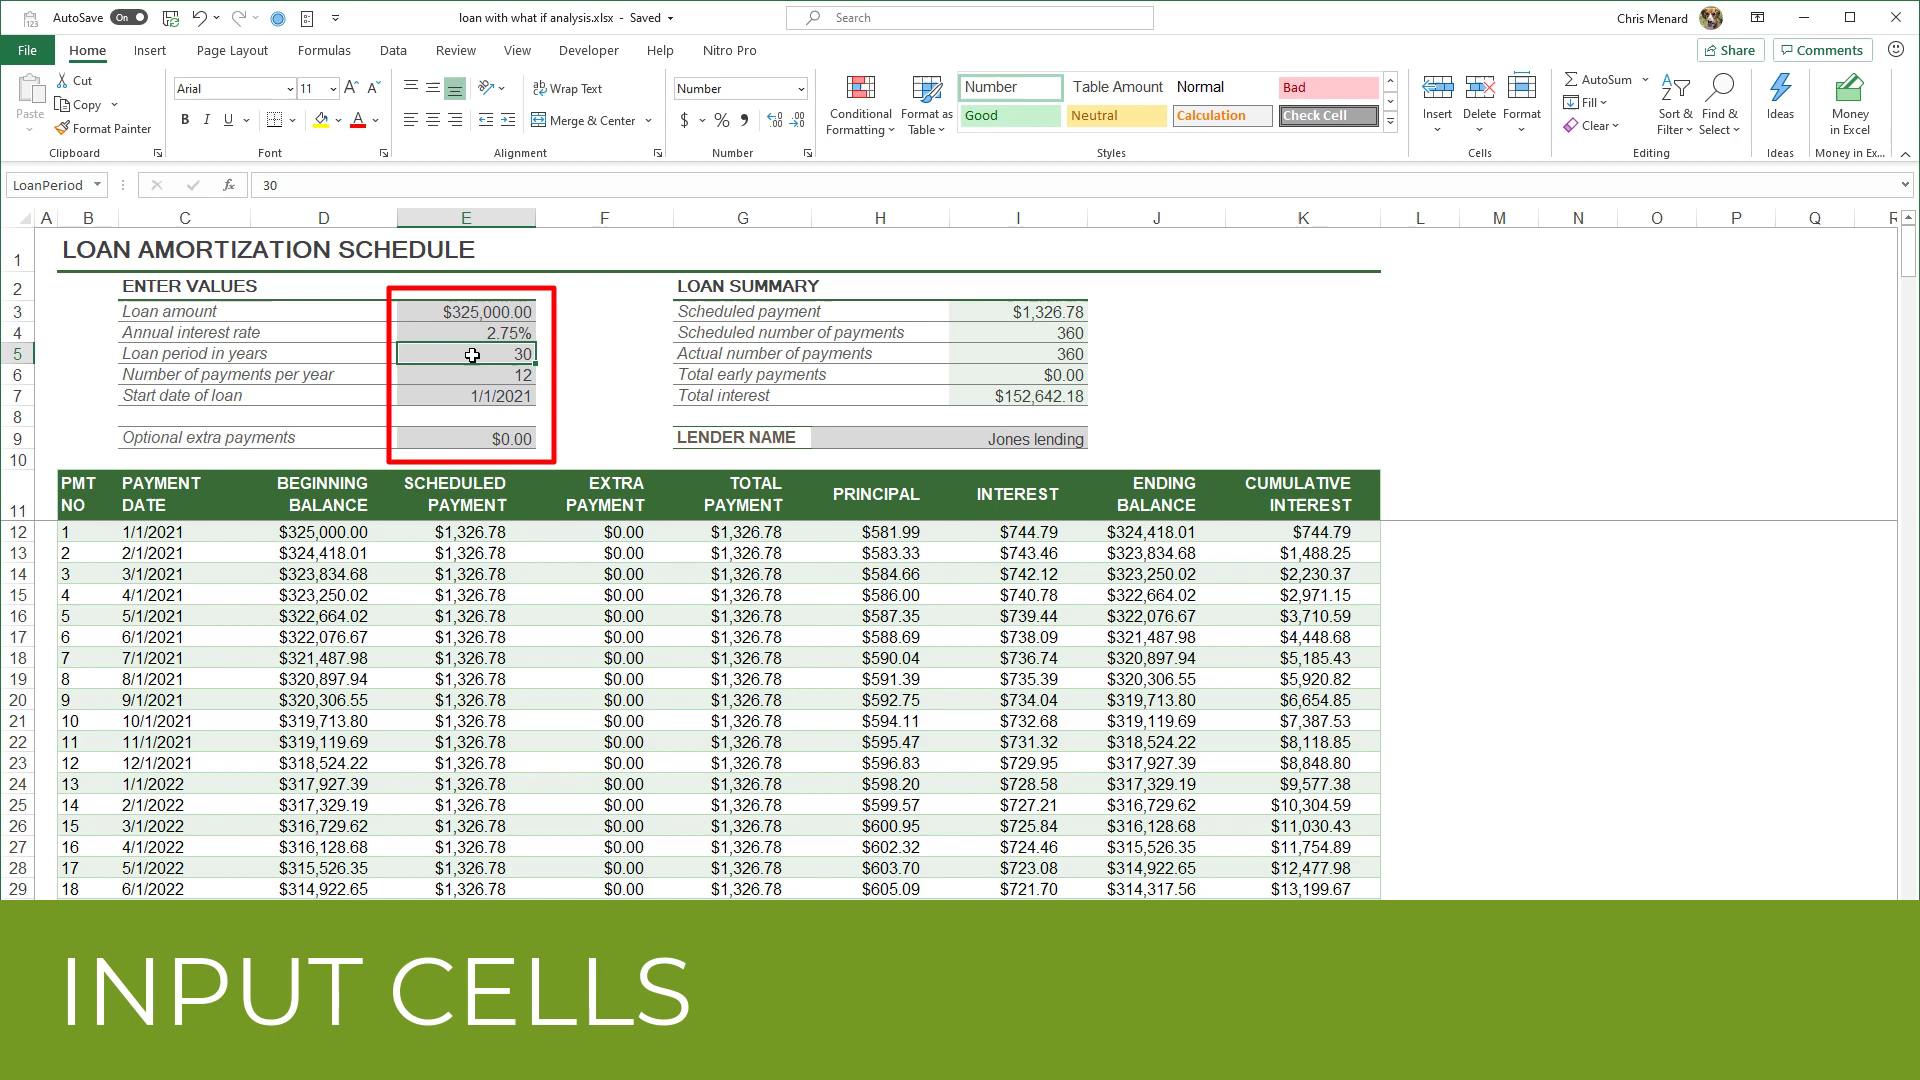 AutoSave On loan with what if analysis.xlsx - Saved Search Chris Menard
File Home Insert Page Layout Formulas Data Review View Developer Help Nitro Pro Share Comments
Paste Cut Copy Format Painter
Arial 11 Wrap Text Number
B I U Merge & Center $ % 9
Conditional Formatting Format as Table
Number Table Amount Normal Bad
Good Neutral Calculation Check Cell
Insert Delete Format
AutoSum Fill Clear Sort & Filter Find & Select
Ideas Money in Excel
Clipboard Font Alignment Number Styles Cells Editing Ideas Money in Ex...
LoanPeriod fx 30
A B C D E F G H I J K L M N O P Q R
1 LOAN AMORTIZATION SCHEDULE
2 ENTER VALUES LOAN SUMMARY
3 Loan amount $325,000.00 Scheduled payment $1,326.78
4 Annual interest rate 2.75% Scheduled number of payments 360
5 Loan period in years 30 Actual number of payments 360
6 Number of payments per year 12 Total early payments $0.00
7 Start date of loan 1/1/2021 Total interest $152,642.18
8
9 Optional extra payments $0.00 LENDER NAME Jones lending
10
11 PMT NO PAYMENT DATE BEGINNING BALANCE SCHEDULED PAYMENT EXTRA PAYMENT TOTAL PAYMENT PRINCIPAL INTEREST ENDING BALANCE CUMULATIVE INTEREST
12 1 1/1/2021 $325,000.00 $1,326.78 $0.00 $1,326.78 $581.99 $744.79 $324,418.01 $744.79
13 2 2/1/2021 $324,418.01 $1,326.78 $0.00 $1,326.78 $583.33 $743.46 $323,834.68 $1,488.25
14 3 3/1/2021 $323,834.68 $1,326.78 $0.00 $1,326.78 $584.66 $742.12 $323,250.02 $2,230.37
15 4 4/1/2021 $323,250.02 $1,326.78 $0.00 $1,326.78 $586.00 $740.78 $322,664.02 $2,971.15
16 5 5/1/2021 $322,664.02 $1,326.78 $0.00 $1,326.78 $587.35 $739.44 $322,076.67 $3,710.59
17 6 6/1/2021 $322,076.67 $1,326.78 $0.00 $1,326.78 $588.69 $738.09 $321,487.98 $4,448.68
18 7 7/1/2021 $321,487.98 $1,326.78 $0.00 $1,326.78 $590.04 $736.74 $320,897.94 $5,185.43
19 8 8/1/2021 $320,897.94 $1,326.78 $0.00 $1,326.78 $591.39 $735.39 $320,306.55 $5,920.82
20 9 9/1/2021 $320,306.55 $1,326.78 $0.00 $1,326.78 $592.75 $734.04 $319,713.80 $6,654.85
21 10 10/1/2021 $319,713.80 $1,326.78 $0.00 $1,326.78 $594.11 $732.68 $319,119.69 $7,387.53
22 11 11/1/2021 $319,119.69 $1,326.78 $0.00 $1,326.78 $595.47 $731.32 $318,524.22 $8,118.85
23 12 12/1/2021 $318,524.22 $1,326.78 $0.00 $1,326.78 $596.83 $729.95 $317,927.39 $8,848.80
24 13 1/1/2022 $317,927.39 $1,326.78 $0.00 $1,326.78 $598.20 $728.58 $317,329.19 $9,577.38
25 14 2/1/2022 $317,329.19 $1,326.78 $0.00 $1,326.78 $599.57 $727.21 $316,729.62 $10,304.59
26 15 3/1/2022 $316,729.62 $1,326.78 $0.00 $1,326.78 $600.95 $725.84 $316,128.68 $11,030.43
27 16 4/1/2022 $316,128.68 $1,326.78 $0.00 $1,326.78 $602.32 $724.46 $315,526.35 $11,754.89
28 17 5/1/2022 $315,526.35 $1,326.78 $0.00 $1,326.78 $603.70 $723.08 $314,922.65 $12,477.98
29 18 6/1/2022 $314,922.65 $1,326.78 $0.00 $1,326.78 $605.09 $721.70 $314,317.56 $13,199.67
INPUT CELLS